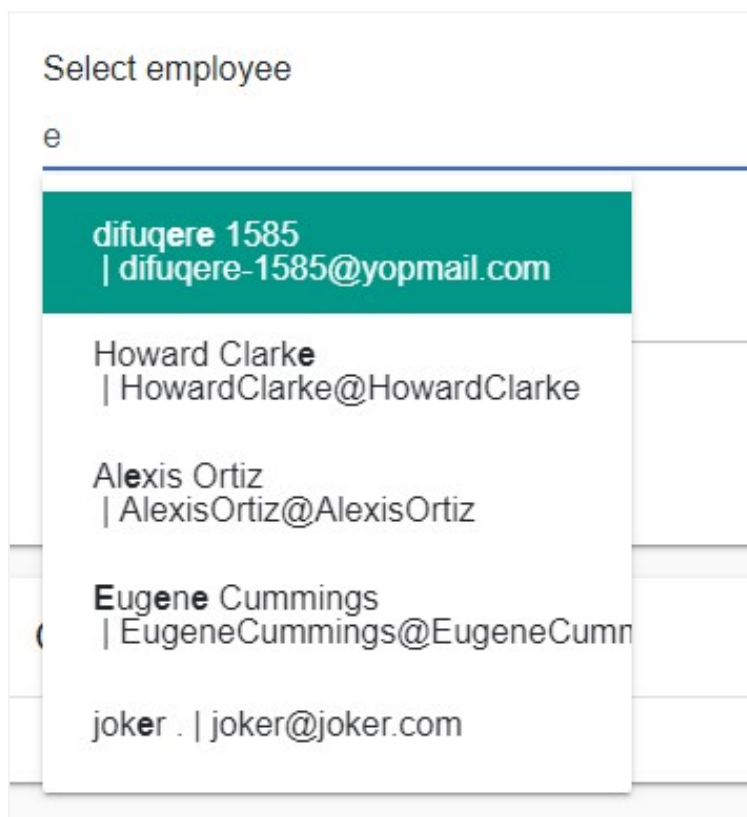 Select employee
e
difuqere 1585
| difuqere-1585@yopmail.com
Howard Clarke
| HowardClarke@HowardClarke
Alexis Ortiz
| AlexisOrtiz@AlexisOrtiz
Eugene Cummings
| EugeneCummings@EugeneCumm
joker . | joker@joker.com